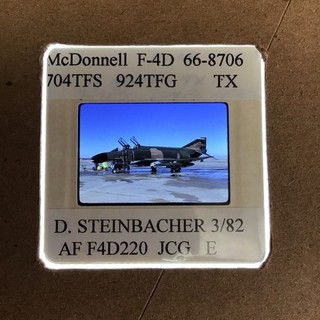 McDonnell F-4D 66-8706
704TFS 924TFG TX
D. STEINBACHER 3/82
AF F4D220 JCG E